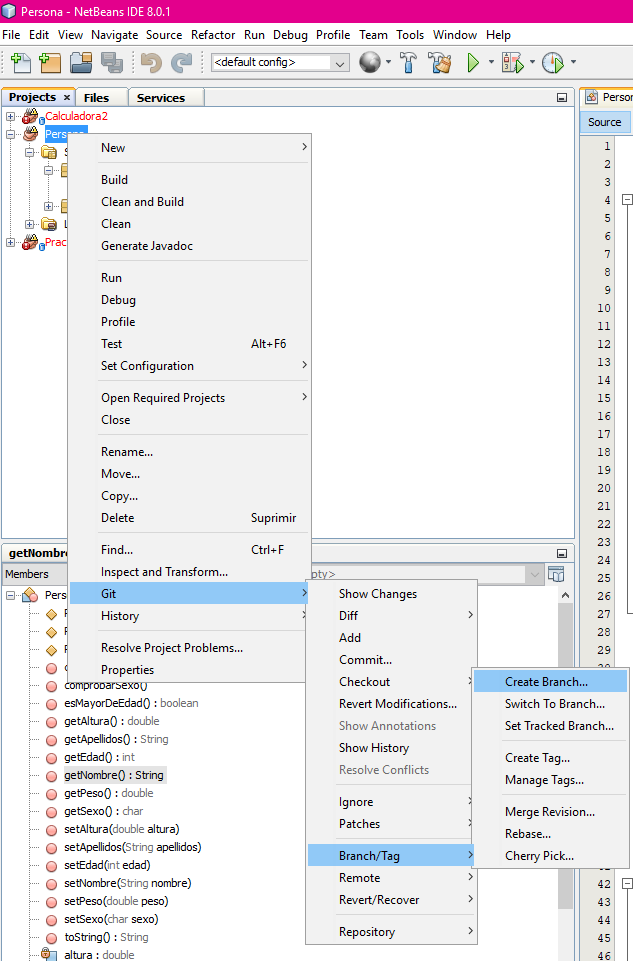 Persona - NetBeans IDE 8.0.1
File Edit View Navigate Source Refactor Run Debug Profile Team Tools Window Help
<default config>
Projects × Files Services
Calculadora2
Persona
Prac
New
Build
Clean and Build
Clean
Generate Javadoc
Run
Debug
Profile
Test Alt+F6
Set Configuration
Open Required Projects
Close
Rename...
Move...
Copy...
Delete Suprimir
Find... Ctrl+F
Inspect and Transform...
Git
History
Resolve Project Problems...
Properties
Show Changes
Diff
Add
Commit...
Checkout
Revert Modifications...
Show Annotations
Show History
Resolve Conflicts
Ignore
Patches
Branch/Tag
Remote
Revert/Recover
Repository
Create Branch...
Switch To Branch...
Set Tracked Branch...
Create Tag...
Manage Tags...
Merge Revision...
Rebase...
Cherry Pick...
getNombre
Members
pty>
Pers
comprobarSexo()
esMayorDeEdad() : boolean
getAltura() : double
getApellidos() : String
getEdad() : int
getNombre() : String
getPeso() : double
getSexo() : char
setAltura(double altura)
setApellidos(String apellidos)
setEdad(int edad)
setNombre(String nombre)
setPeso(double peso)
setSexo(char sexo)
toString() : String
altura : double
Person
Source
1
2
3
4
5
6
7
8
9
10
11
12
13
14
15
16
17
18
19
20
21
22
23
24
25
26
27
28
29
42
43
44
45
46